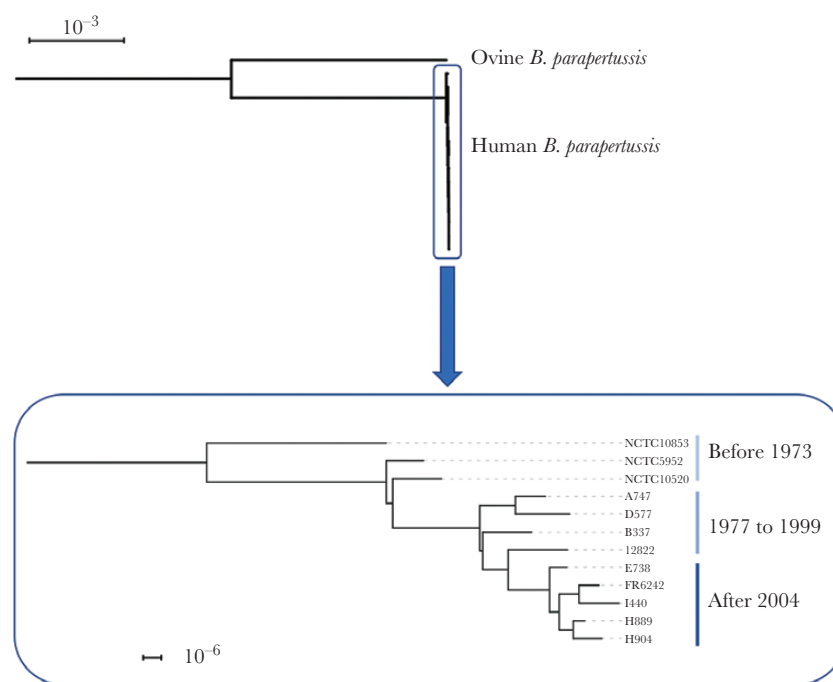 10⁻³
Ovine B. parapertussis
Human B. parapertussis
NCTC10853
NCTC5952
NCTC10520
Before 1973
A747
D577
B337
12822
1977 to 1999
E738
FR6242
I440
H889
H904
After 2004
10⁻⁶